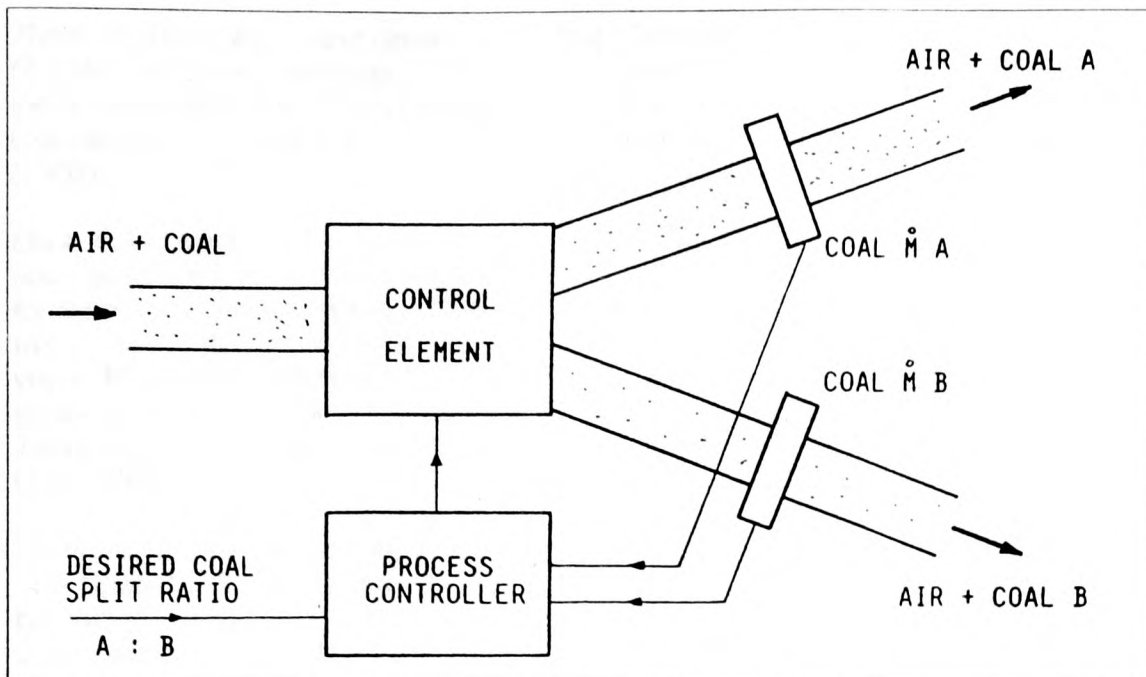 AIR + COAL A
AIR + COAL
CONTROL
ELEMENT
COAL M̊ A
COAL M̊ B
DESIRED COAL
SPLIT RATIO
A : B
PROCESS
CONTROLLER
AIR + COAL B